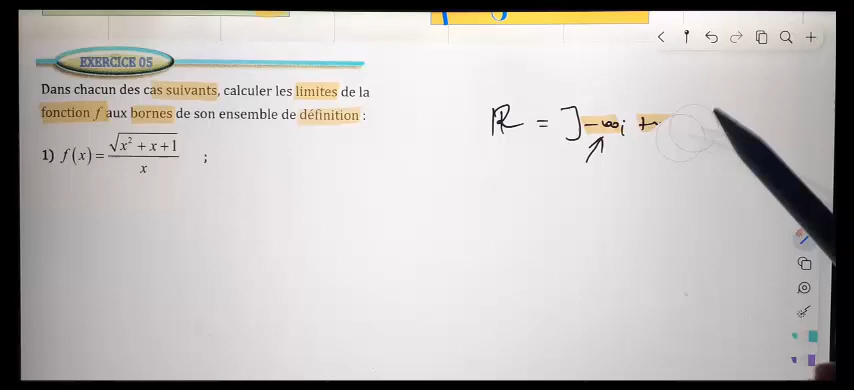 EXERCICE 05
Dans chacun des cas suivants, calculer les limites de la
fonction f aux bornes de son ensemble de définition :
1) f(x) = √(x² + x + 1) / x ;
ℝ = ]-∞; +